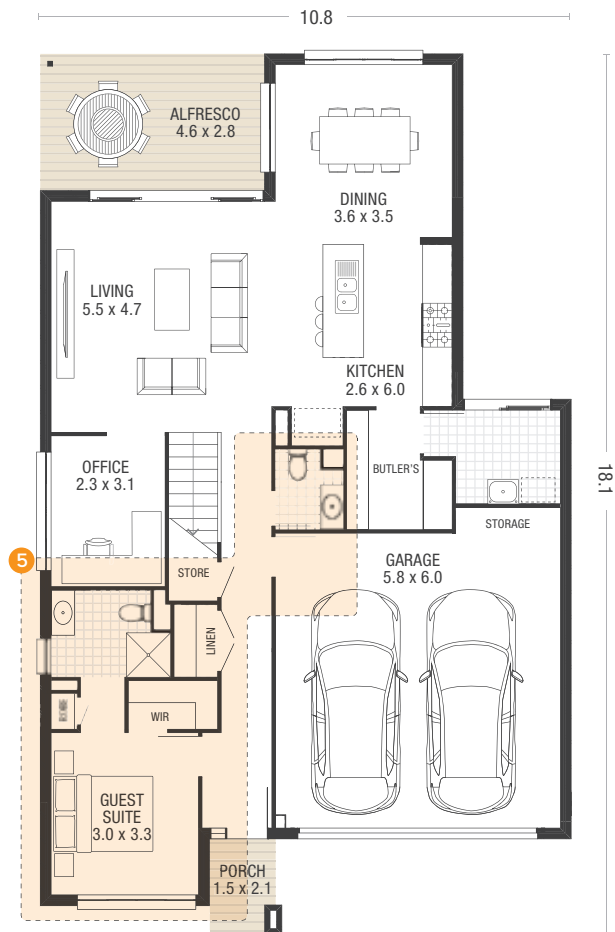 10.8
ALFRESCO
4.6 x 2.8
DINING
3.6 x 3.5
LIVING
5.5 x 4.7
KITCHEN
2.6 x 6.0
OFFICE
2.3 x 3.1
BUTLER'S
18.1
STORAGE
5
STORE
GARAGE
5.8 x 6.0
LINEN
WIR
GUEST
SUITE
3.0 x 3.3
PORCH
1.5 x 2.1